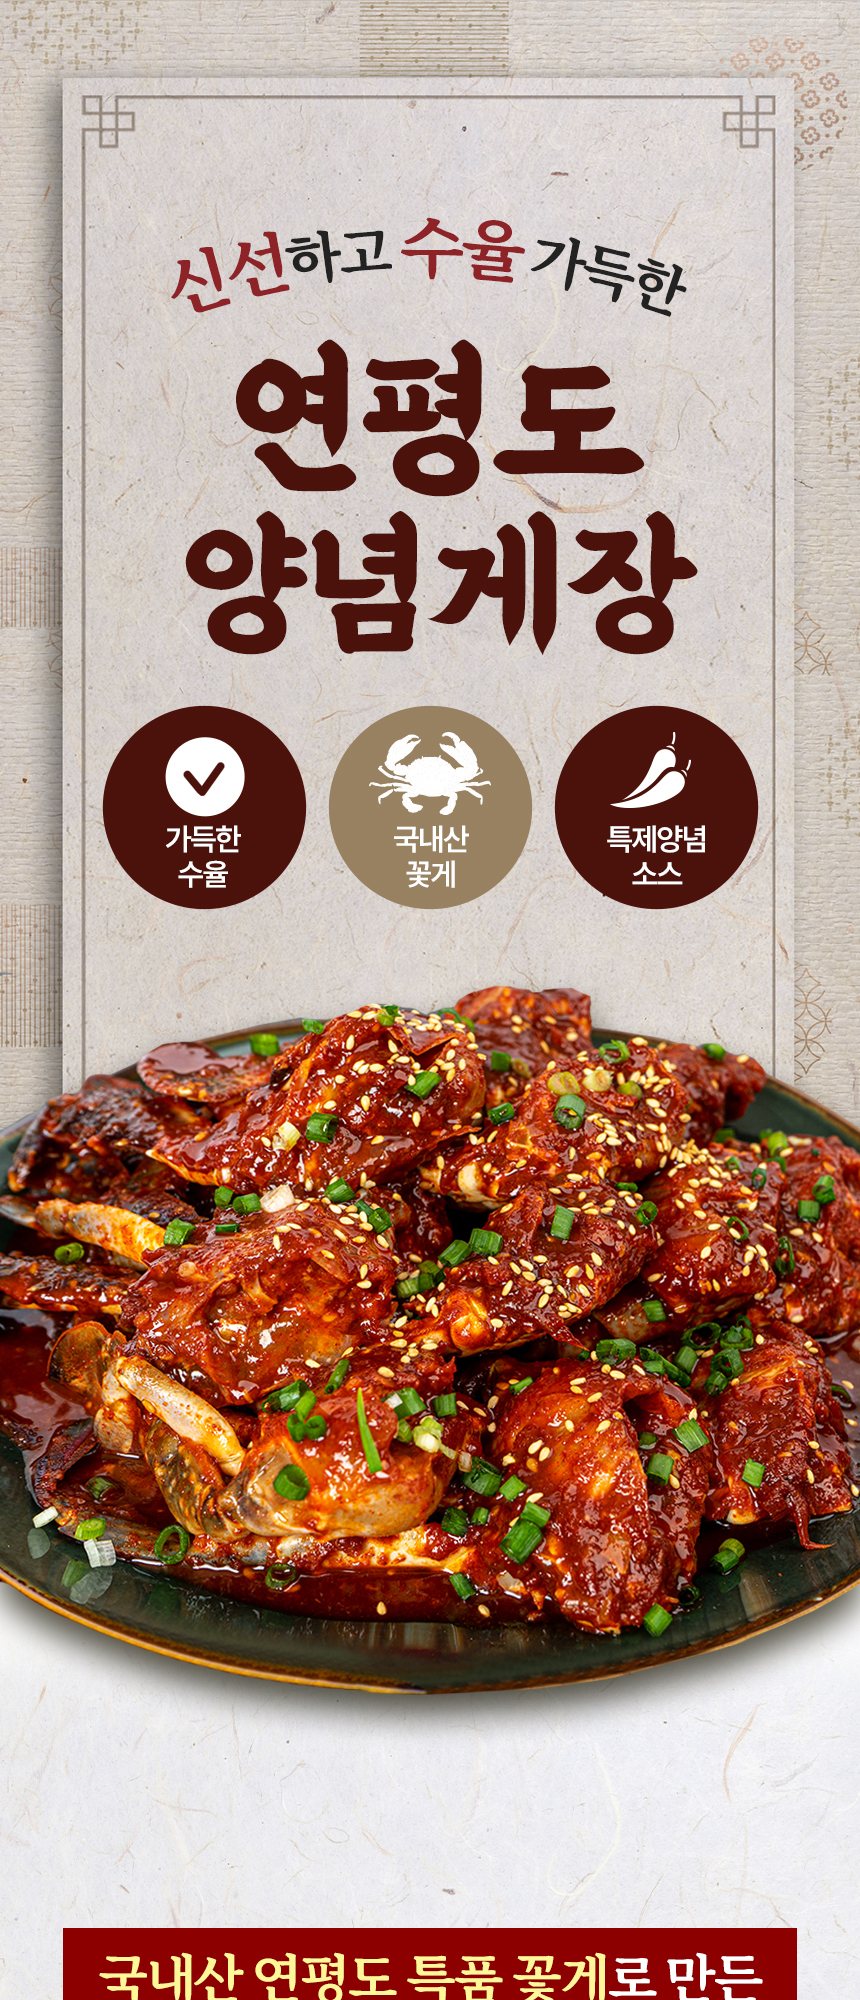 신선하고 수율 가득한
연평도
양념게장
가득한
수율
국내산
꽃게
특제양념
소스
국내산 연평도 특품 꽃게로 만든